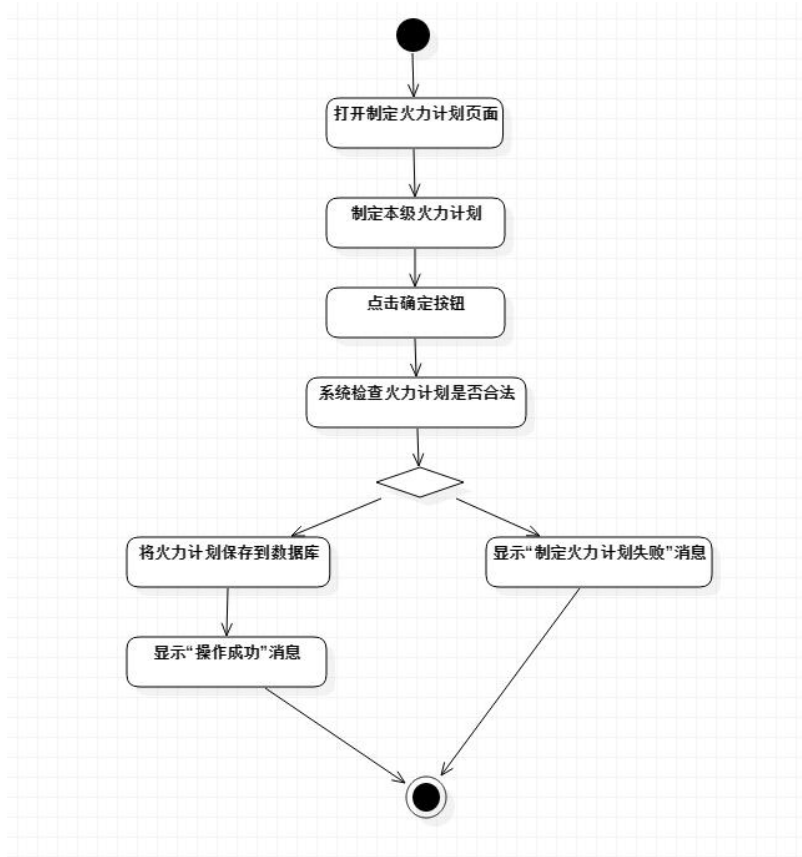 打开制定火力计划页面
制定本级火力计划
点击确定按钮
系统检查火力计划是否合法
将火力计划保存到数据库
显示“制定火力计划失败”消息
显示“操作成功”消息